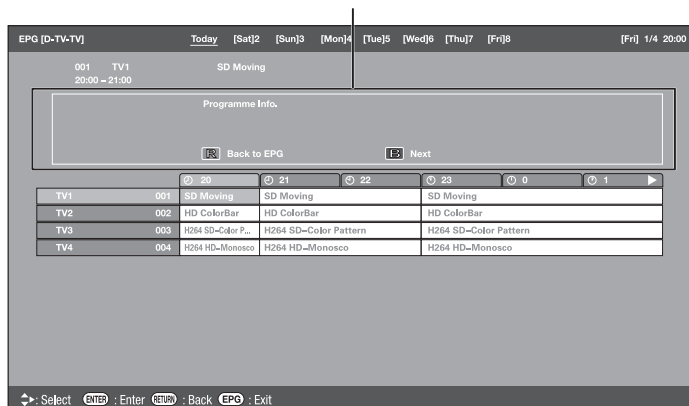 EPG [D-TV-TV] Today [Sat]2 [Sun]3 [Mon]4 [Tue]5 [Wed]6 [Thu]7 [Fri]8 [Fri] 1/4 20:00
001 TV1 SD Moving
20:00 – 21:00
Programme Info.
R Back to EPG B Next
20 21 22 23 0 1
TV1 001 SD Moving SD Moving SD Moving
TV2 002 HD ColorBar HD ColorBar HD ColorBar
TV3 003 H264 SD–Color P... H264 SD–Color Pattern H264 SD–Color Pattern
TV4 004 H264 HD–Monosco H264 HD–Monosco H264 HD–Monosco
: Select ENTER : Enter RETURN : Back EPG : Exit